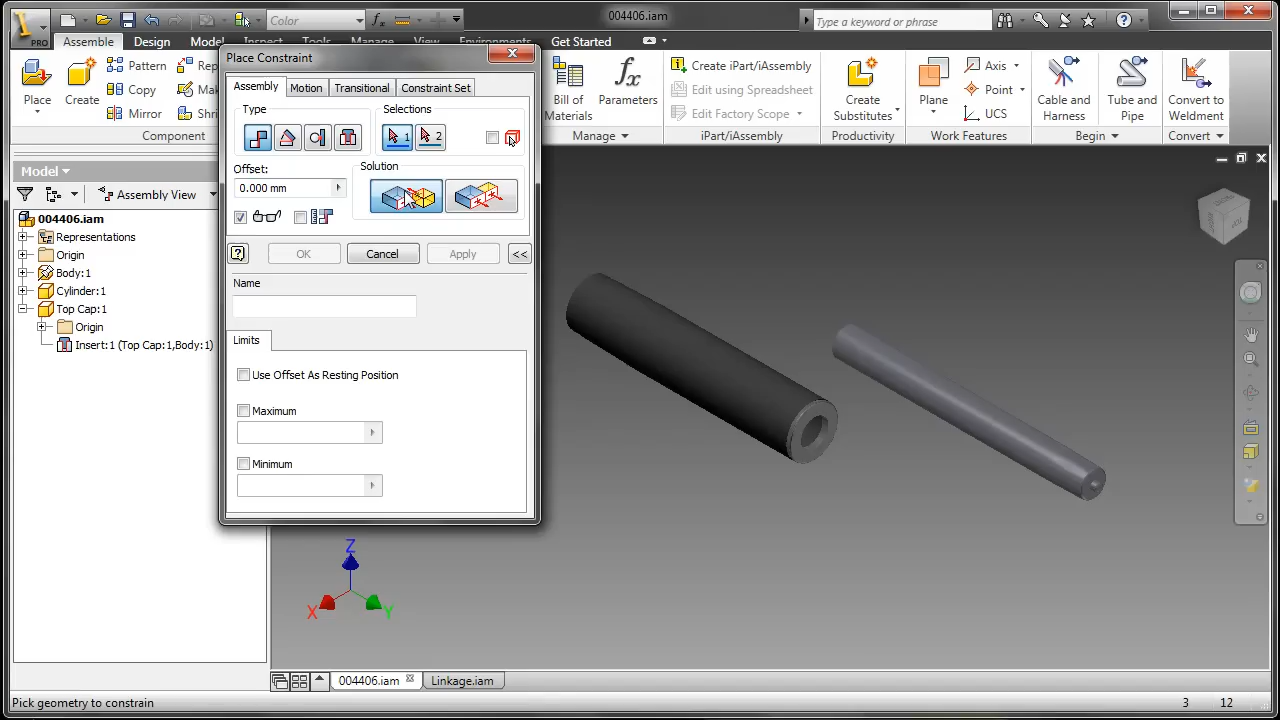 Color
004406.iam
Type a keyword or phrase
PRO
Assemble
Design
Model
Inspect
Tools
Manage
View
Environments
Get Started
Place
Create
Pattern
Copy
Mirror
Component
Bill of
Materials
Parameters
Manage
Create iPart/iAssembly
Edit using Spreadsheet
Edit Factory Scope
iPart/iAssembly
Create
Substitutes
Productivity
Plane
Axis
Point
UCS
Work Features
Cable and
Harness
Tube and
Pipe
Begin
Convert to
Weldment
Convert
Place Constraint
Assembly
Motion
Transitional
Constraint Set
Type
Selections
1
2
Offset:
0.000 mm
Solution
OK
Cancel
Apply
<<
Name
Limits
Use Offset As Resting Position
Maximum
Minimum
Model
Assembly View
004406.iam
Representations
Origin
Body:1
Cylinder:1
Top Cap:1
Origin
Insert:1 (Top Cap:1,Body:1)
TOP
Z
X
Y
004406.iam
Linkage.iam
Pick geometry to constrain
3
12